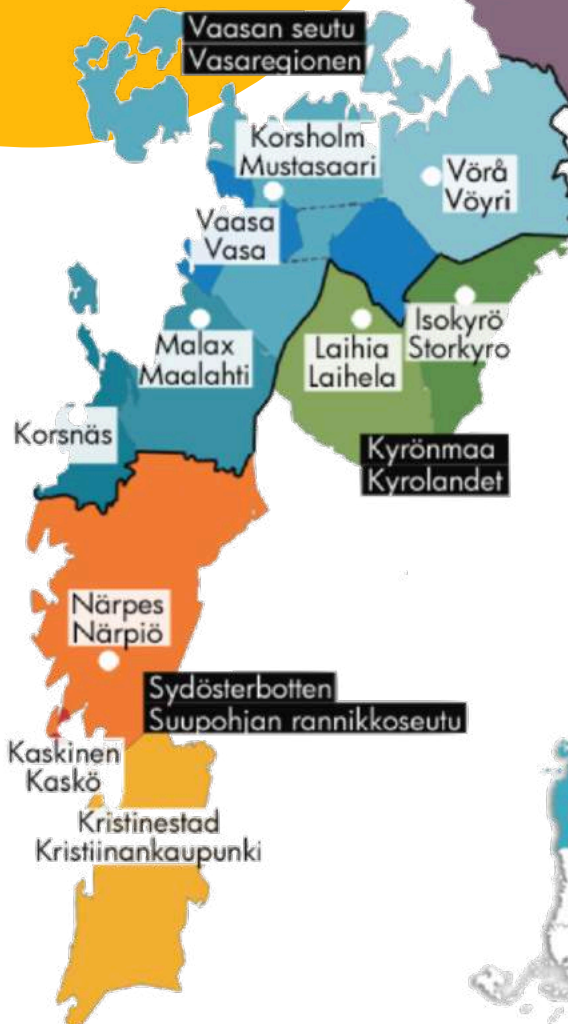 Vaasan seutu
Vasaregionen
Korsholm
Mustasaari
Vörå
Vöyri
Vaasa
Vasa
Isokyrö
Storkyro
Malax
Maalahti
Laihia
Laihela
Korsnäs
Kyrönmaa
Kyrolandet
Närpes
Närpiö
Sydösterbotten
Suupohjan rannikkoseutu
Kaskinen
Kaskö
Kristinestad
Kristiinankaupunki